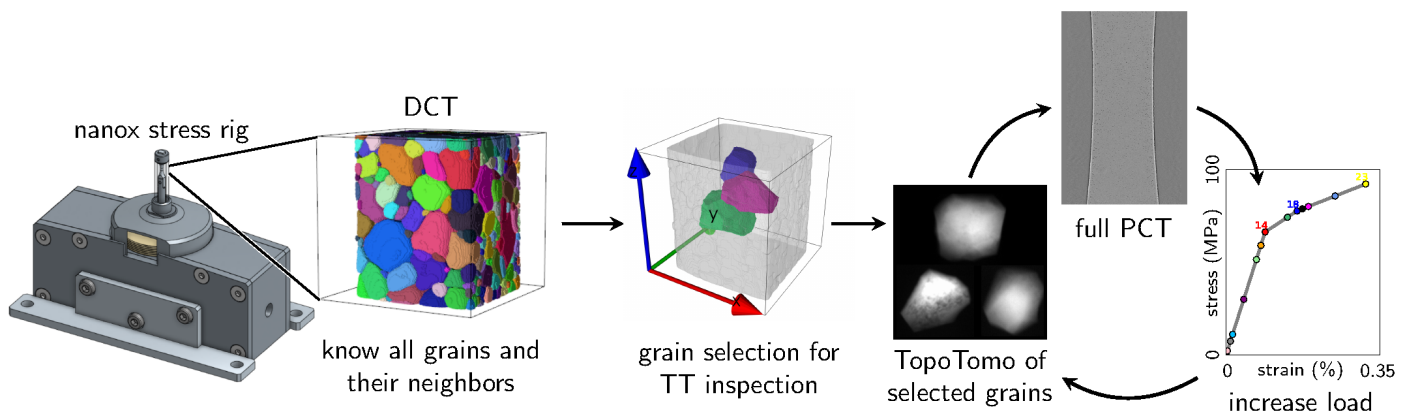 nanox stress rig
DCT
know all grains and
their neighbors
y
x
grain selection for
TT inspection
TopoTomo of
selected grains
full PCT
100
stress (MPa)
0
14
18
23
0
strain (%)
0.35
increase load